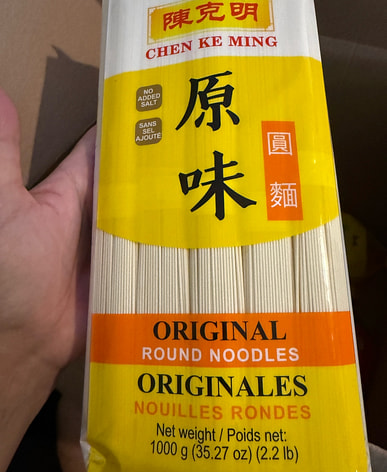 陳克明
CHEN KE MING
NO
ADDED
SALT
SANS
SEL
AJOUTÉ
原味
圓麵
ORIGINAL
ROUND NOODLES
ORIGINALES
NOUILLES RONDES
Net weight / Poids net:
1000 g (35.27 oz) (2.2 lb)